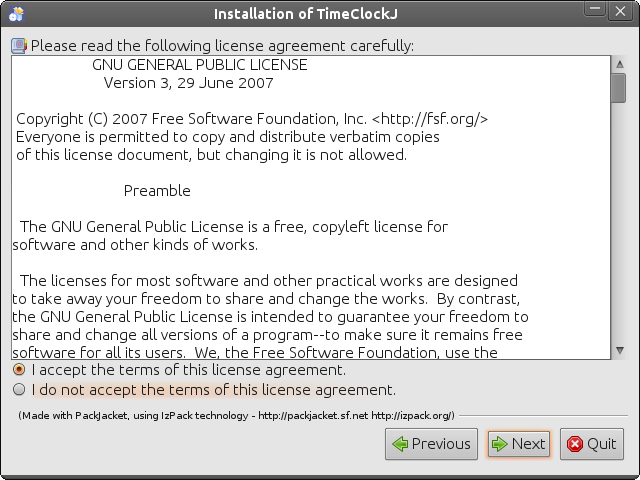 Installation of TimeClockJ
Please read the following license agreement carefully:
GNU GENERAL PUBLIC LICENSE
Version 3, 29 June 2007
Copyright (C) 2007 Free Software Foundation, Inc. <http://fsf.org/>
Everyone is permitted to copy and distribute verbatim copies
of this license document, but changing it is not allowed.
Preamble
The GNU General Public License is a free, copyleft license for
software and other kinds of works.
The licenses for most software and other practical works are designed
to take away your freedom to share and change the works.  By contrast,
the GNU General Public License is intended to guarantee your freedom to
share and change all versions of a program--to make sure it remains free
software for all its users.  We, the Free Software Foundation, use the
I accept the terms of this license agreement.
I do not accept the terms of this license agreement.
(Made with PackJacket, using IzPack technology - http://packjacket.sf.net http://izpack.org/)
Previous
Next
Quit